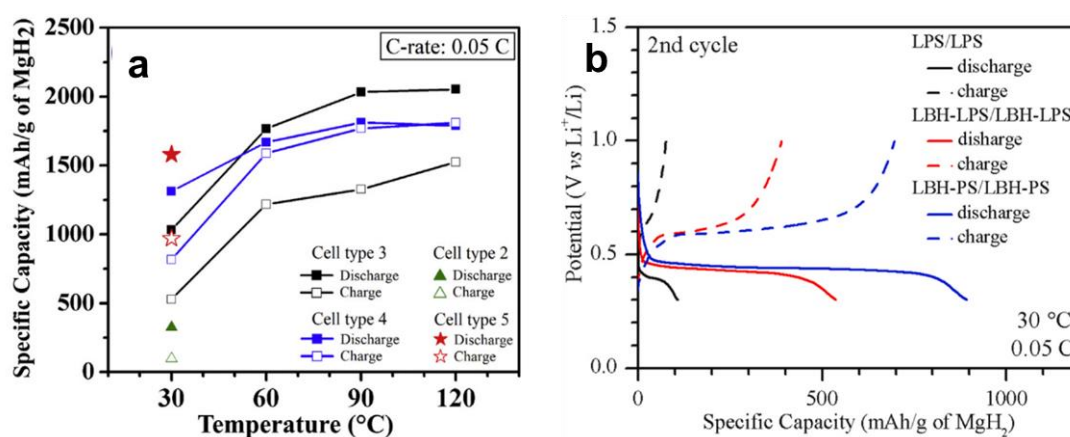 a
C-rate: 0.05 C
Specific Capacity (mAh/g of MgH2)
2500
2000
1500
1000
500
0
Cell type 3
Discharge
Charge
Cell type 2
Discharge
Charge
Cell type 4
Discharge
Charge
Cell type 5
Discharge
Charge
30
60
90
120
Temperature (°C)
b
2nd cycle
Potential (V vs Li⁺/Li)
1.5
1.0
0.5
0.0
LPS/LPS
discharge
charge
LBH-LPS/LBH-LPS
disharge
charge
LBH-PS/LBH-PS
discharge
charge
30 °C
0.05 C
0
500
1000
Specific Capacity (mAh/g of MgH₂)